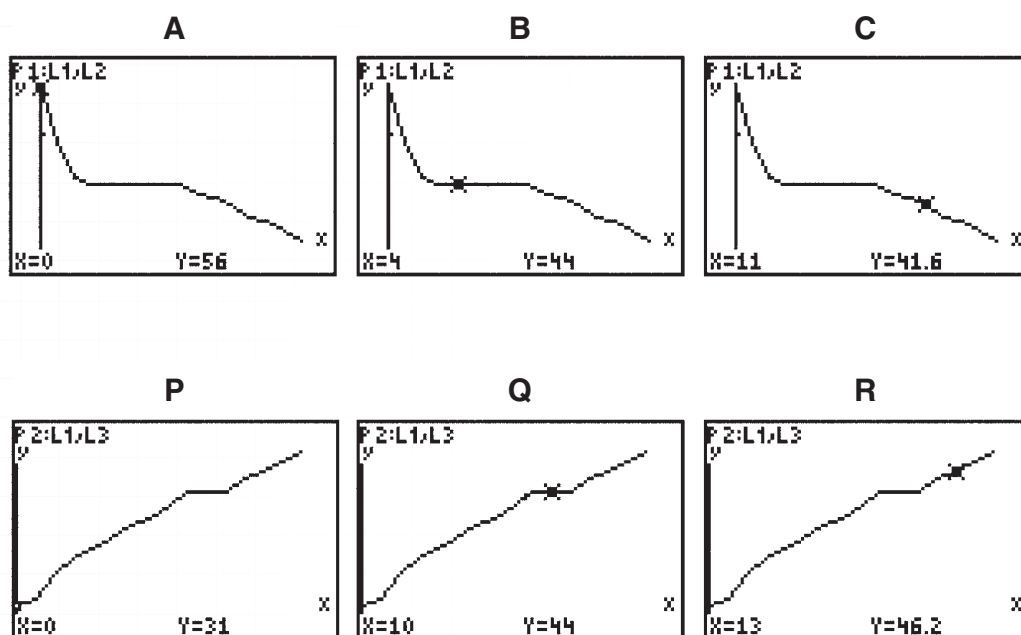 A B C
P1:L1,L2 P1:L1,L2 P1:L1,L2
y y y
X X X
X=0 Y=56 X=4 Y=44 X=11 Y=41.6
P Q R
P2:L1,L3 P2:L1,L3 P2:L1,L3
y y y
X X X
X=0 Y=31 X=10 Y=44 X=13 Y=46.2